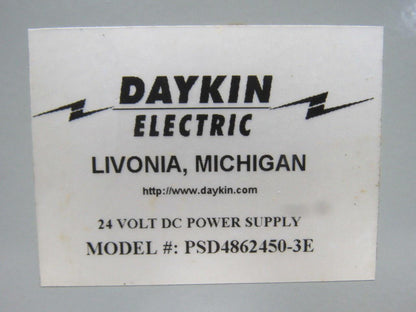 DAYKIN
ELECTRIC
LIVONIA, MICHIGAN
http://www.daykin.com
24 VOLT DC POWER SUPPLY
MODEL #: PSD4862450-3E